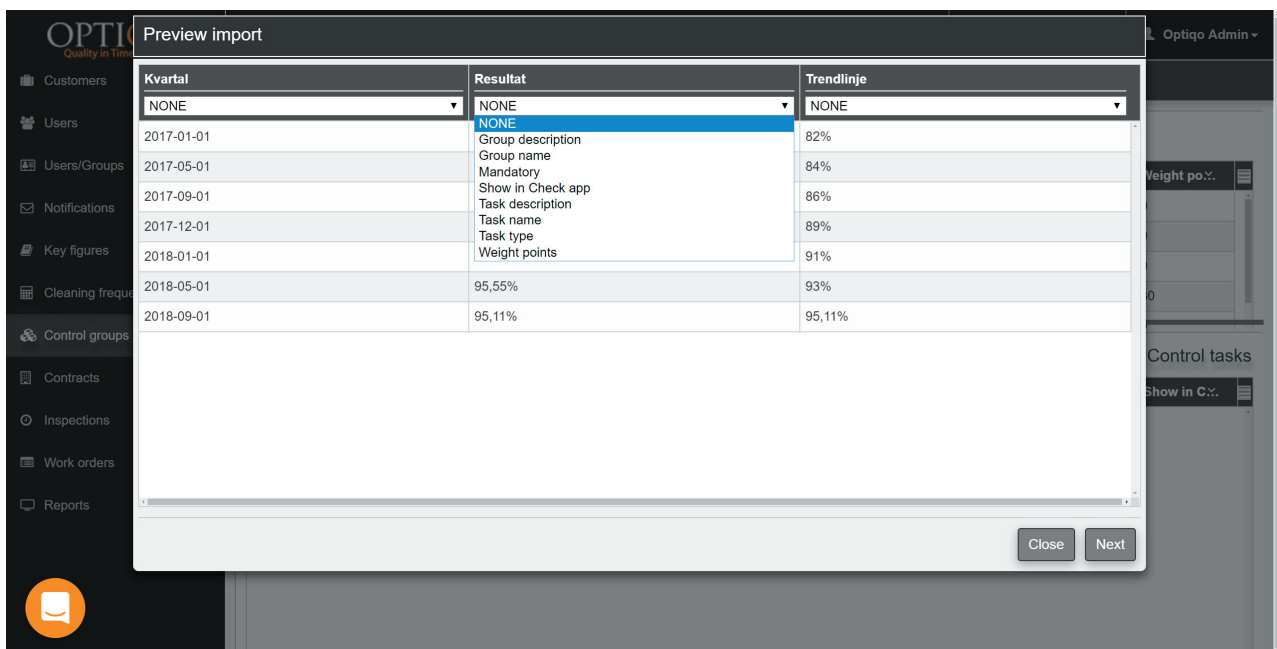 OPTI
Quality in Time
Preview import
Optiqo Admin
Customers
Users
Users/Groups
Notifications
Key figures
Cleaning freque
Control groups
Contracts
Inspections
Work orders
Reports
Kvartal Resultat Trendlinje
NONE NONE NONE
NONE
Group description
Group name
Mandatory
Show in Check app
Task description
Task name
Task type
Weight points
2017-01-01 82%
2017-05-01 84%
2017-09-01 86%
2017-12-01 89%
2018-01-01 91%
2018-05-01 95,55% 93%
2018-09-01 95,11% 95,11%
Weight po...
Control tasks
Show in C...
Close Next